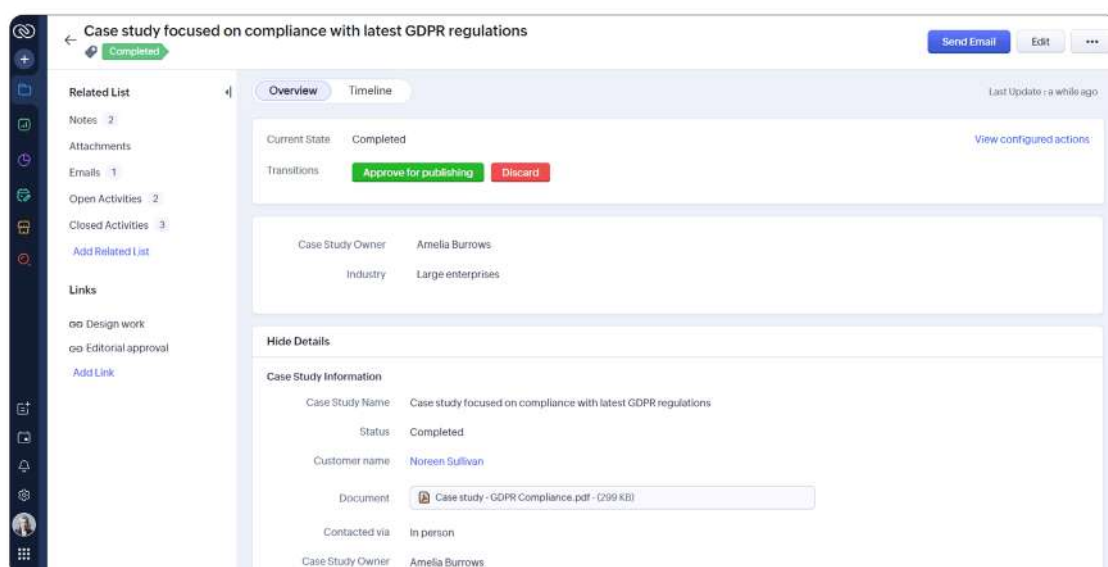 Case study focused on compliance with latest GDPR regulations
Completed
Send Email
Edit
Related List
Notes 2
Attachments
Emails 1
Open Activities 2
Closed Activities 3
Add Related List
Links
Design work
Editorial approval
Add Link
Overview
Timeline
Last Update : a while ago
Current State Completed
View configured actions
Transitions Approve for publishing Discard
Case Study Owner Amelia Burrows
Industry Large enterprises
Hide Details
Case Study Information
Case Study Name Case study focused on compliance with latest GDPR regulations
Status Completed
Customer name Noreen Sullivan
Document Case study - GDPR Compliance.pdf - (299 KB)
Contacted via In person
Case Study Owner Amelia Burrows